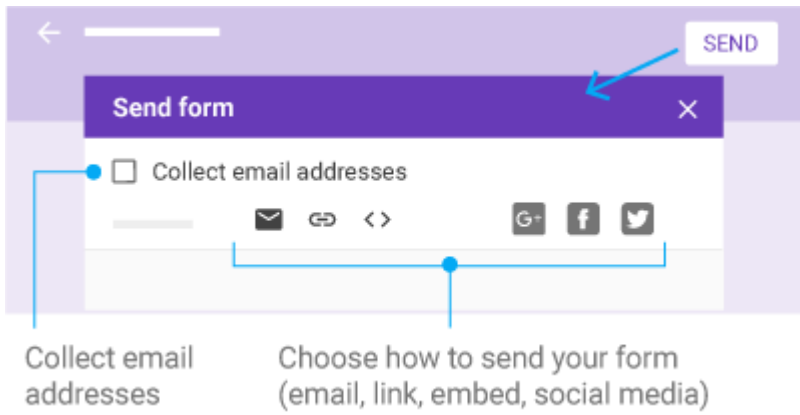 SEND
Send form
Collect email addresses
G+
Collect email
addresses
Choose how to send your form
(email, link, embed, social media)